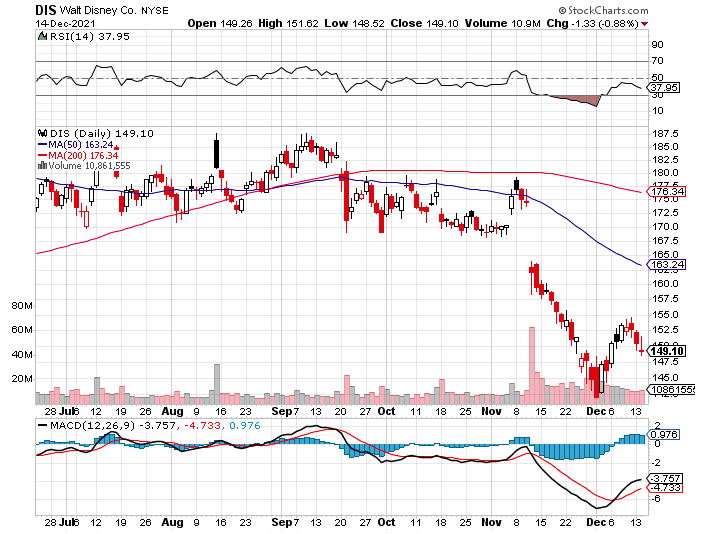 DIS Walt Disney Co. NYSE © StockCharts.com
14-Dec-2021 Open 149.26 High 151.62 Low 148.52 Close 149.10 Volume 10.9M Chg -1.33 (-0.88%)
RSI(14) 37.95
90
70
50
37.95
30
10
DIS (Daily) 149.10
MA(50) 163.24
MA(200) 176.34
Volume 10,861,555
187.5
185.0
182.5
180.0
177.5
176.34
175.0
172.5
170.0
167.5
165.0
163.24
160.0
157.5
155.0
152.5
149.10
147.5
145.0
10861555
80M
60M
40M
20M
28 Jul 6 12 19 26 Aug 9 16 23 Sep 7 13 20 27 Oct 11 18 25 Nov 8 15 22 Dec 6 13
MACD(12,26,9) -3.757, -4.733, 0.976
2
0.976
-2
-3.757
-4.733
-6
28 Jul 6 12 19 26 Aug 9 16 23 Sep 7 13 20 27 Oct 11 18 25 Nov 8 15 22 Dec 6 13